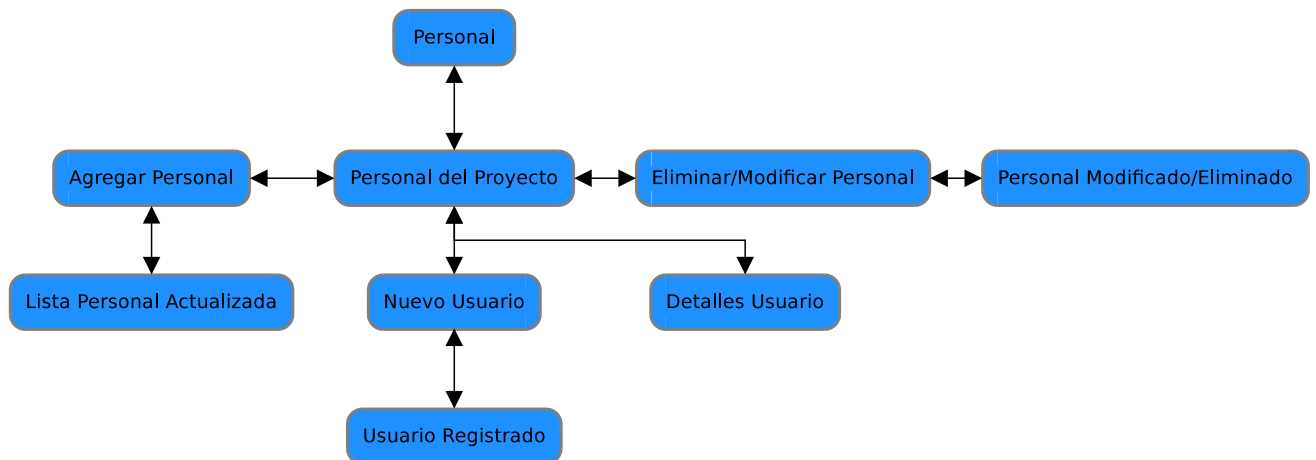 Personal
Agregar Personal
Personal del Proyecto
Eliminar/Modificar Personal
Personal Modificado/Eliminado
Lista Personal Actualizada
Nuevo Usuario
Detalles Usuario
Usuario Registrado